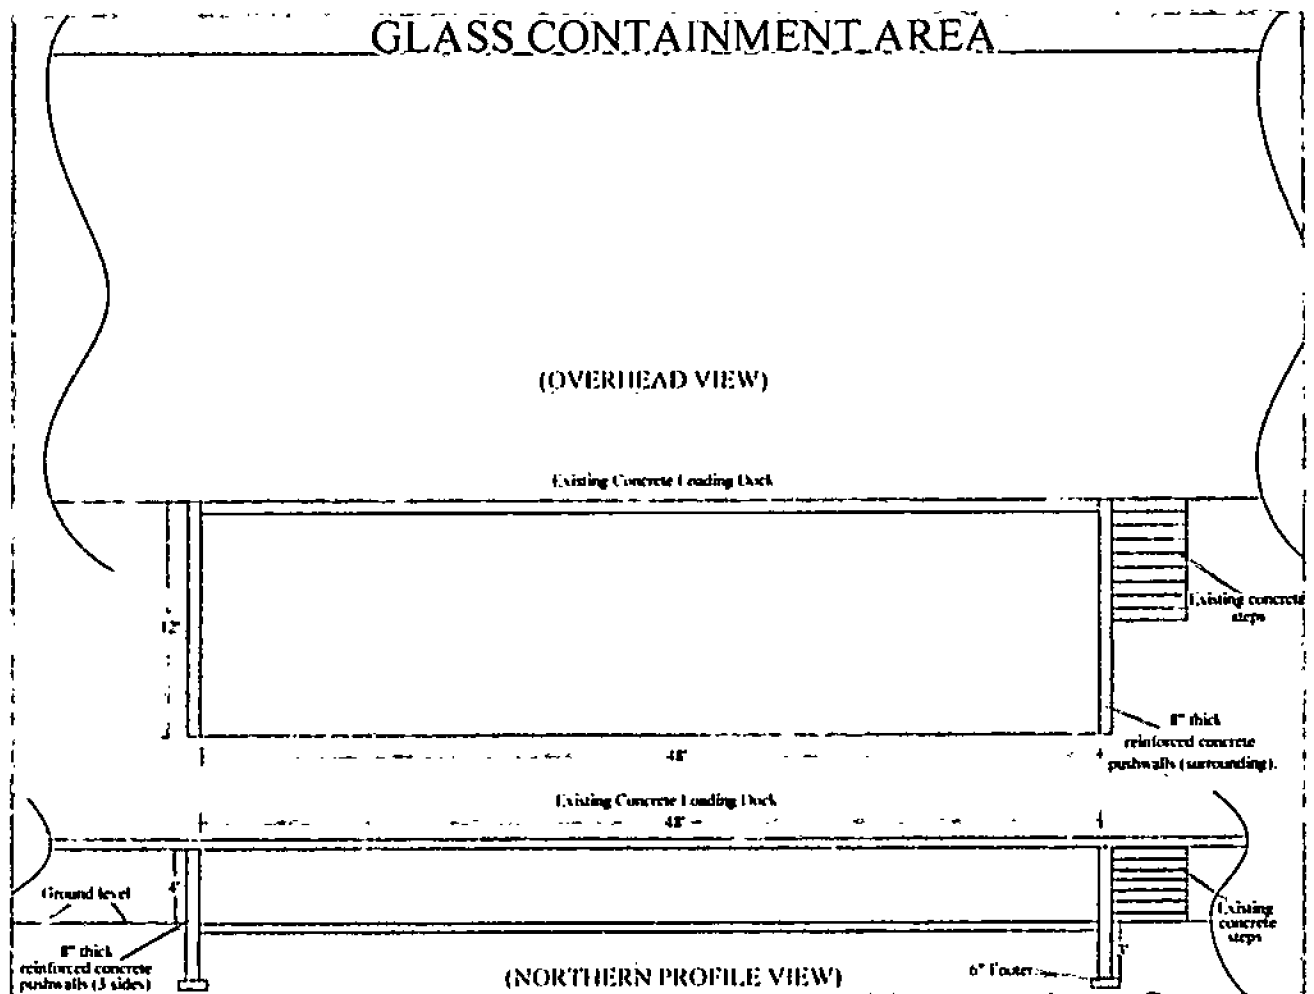 GLASS CONTAINMENT AREA
(OVERHEAD VIEW)
Existing Concrete Loading Dock
Existing concrete
steps
8" thick
reinforced concrete
pushwalls (surrounding).
48'
Existing Concrete Loading Dock
48'
4'
Ground level
8" thick
reinforced concrete
pushwalls (3 sides)
(NORTHERN PROFILE VIEW)
6" Footer
Existing
concrete
steps